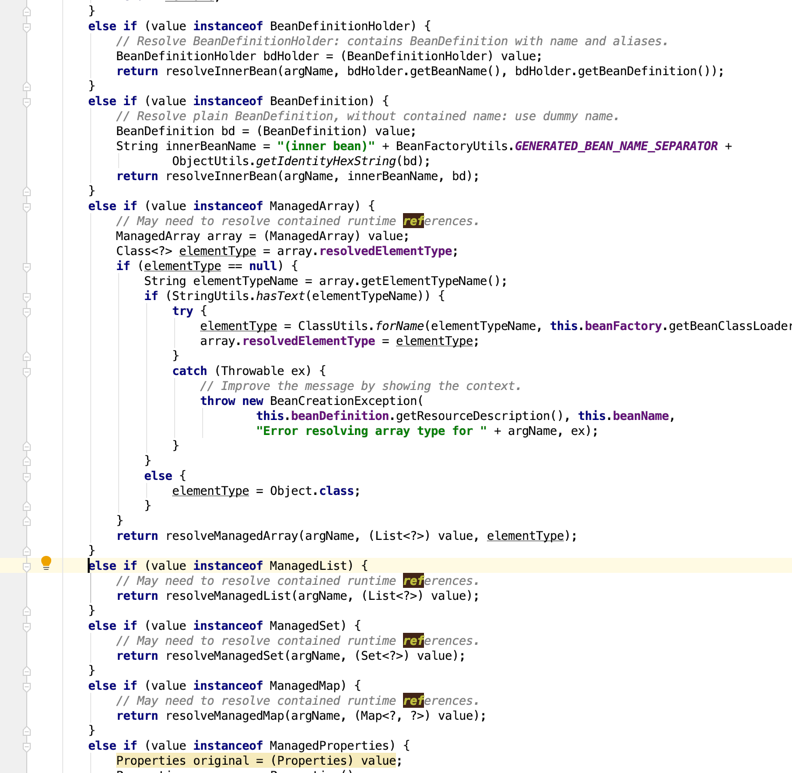 }
else if (value instanceof BeanDefinitionHolder) {
// Resolve BeanDefinitionHolder: contains BeanDefinition with name and aliases.
BeanDefinitionHolder bdHolder = (BeanDefinitionHolder) value;
return resolveInnerBean(argName, bdHolder.getBeanName(), bdHolder.getBeanDefinition());
}
else if (value instanceof BeanDefinition) {
// Resolve plain BeanDefinition, without contained name: use dummy name.
BeanDefinition bd = (BeanDefinition) value;
String innerBeanName = "(inner bean)" + BeanFactoryUtils.GENERATED_BEAN_NAME_SEPARATOR +
ObjectUtils.getIdentityHexString(bd);
return resolveInnerBean(argName, innerBeanName, bd);
}
else if (value instanceof ManagedArray) {
// May need to resolve contained runtime references.
ManagedArray array = (ManagedArray) value;
Class<?> elementType = array.resolvedElementType;
if (elementType == null) {
String elementTypeName = array.getElementTypeName();
if (StringUtils.hasText(elementTypeName)) {
try {
elementType = ClassUtils.forName(elementTypeName, this.beanFactory.getBeanClassLoader
array.resolvedElementType = elementType;
}
catch (Throwable ex) {
// Improve the message by showing the context.
throw new BeanCreationException(
this.beanDefinition.getResourceDescription(), this.beanName,
"Error resolving array type for " + argName, ex);
}
}
else {
elementType = Object.class;
}
}
return resolveManagedArray(argName, (List<?>) value, elementType);
}
else if (value instanceof ManagedList) {
// May need to resolve contained runtime references.
return resolveManagedList(argName, (List<?>) value);
}
else if (value instanceof ManagedSet) {
// May need to resolve contained runtime references.
return resolveManagedSet(argName, (Set<?>) value);
}
else if (value instanceof ManagedMap) {
// May need to resolve contained runtime references.
return resolveManagedMap(argName, (Map<?, ?>) value);
}
else if (value instanceof ManagedProperties) {
Properties original = (Properties) value;